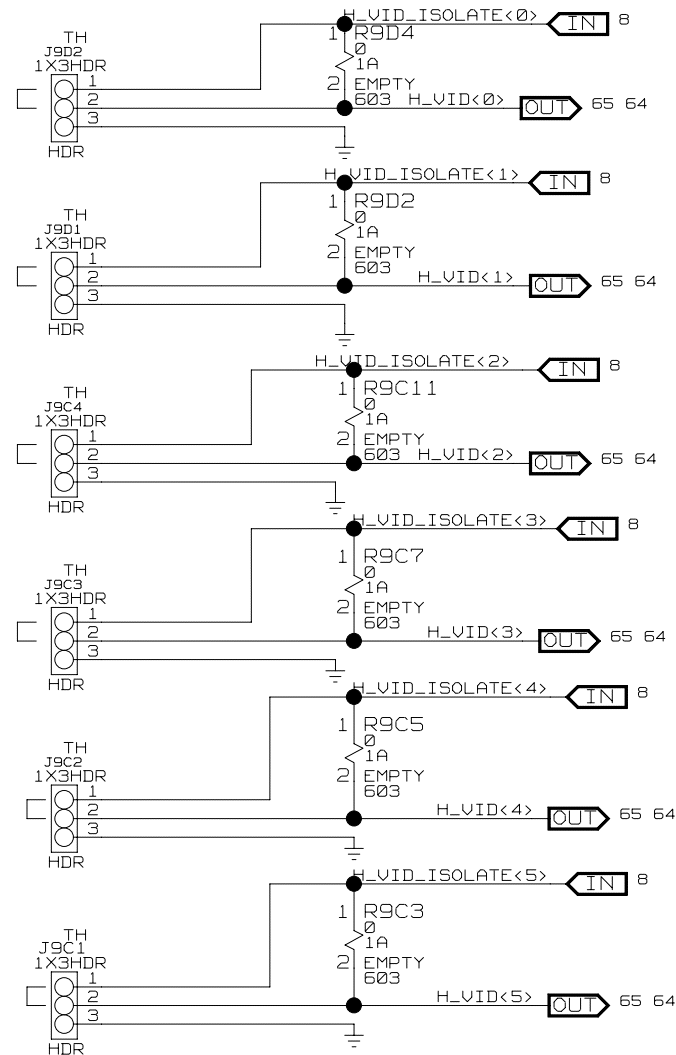 H_VID_ISOLATE<0>
IN 8
TH
J9D2
1X3HDR
1
2
3
HDR
1 R9D4
0
1A
2 EMPTY
603
H_VID<0>
OUT 65 64
H_VID_ISOLATE<1>
IN 8
TH
J9D1
1X3HDR
1
2
3
HDR
1 R9D2
0
1A
2 EMPTY
603
H_VID<1>
OUT 65 64
H_VID_ISOLATE<2>
IN 8
TH
J9C4
1X3HDR
1
2
3
HDR
1 R9C11
0
1A
2 EMPTY
603
H_VID<2>
OUT 65 64
H_VID_ISOLATE<3>
IN 8
TH
J9C3
1X3HDR
1
2
3
HDR
1 R9C7
0
1A
2 EMPTY
603
H_VID<3>
OUT 65 64
H_VID_ISOLATE<4>
IN 8
TH
J9C2
1X3HDR
1
2
3
HDR
1 R9C5
0
1A
2 EMPTY
603
H_VID<4>
OUT 65 64
H_VID_ISOLATE<5>
IN 8
TH
J9C1
1X3HDR
1
2
3
HDR
1 R9C3
0
1A
2 EMPTY
603
H_VID<5>
OUT 65 64